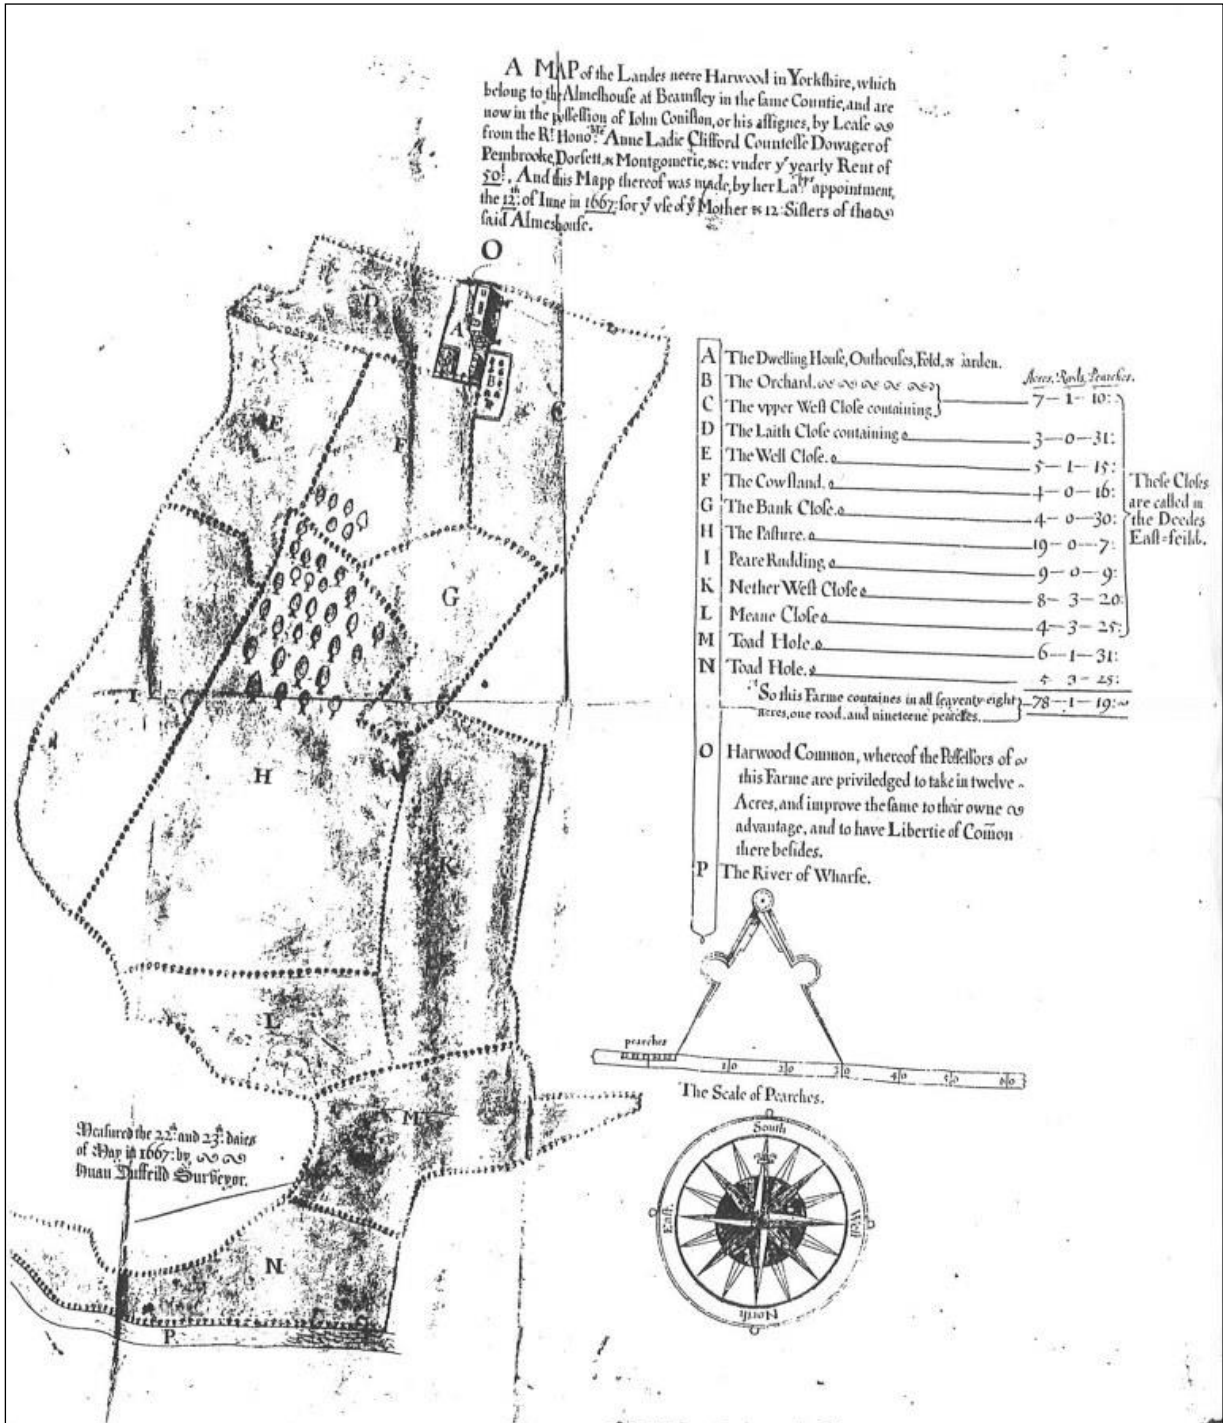 A MAP of the Landes neere Harwood in Yorkshire, which
belong to the Almeshouse at Beamsley in the same Countie, and are
now in the possession of Iohn Coniston, or his assignes, by Lease
from the Rt. Honoble. Anne Ladie Clifford Countesse Dowager of
Pembrooke, Dorsett, & Montgomerie, &c: vnder ye yearly Rent of
50l. And this Mapp thereof was made, by her Lapps. appointment,
the 12th: of Iune in 1667: for ye vse of ye Mother & 12: Sisters of tha
said Almeshouse.
O
D
A
B
C
E
F
G
I
H
K
L
M
N
P
A The Dwelling House, Outhouses, Fold, & arden.
Acres, Rods, Pearches.
B The Orchard.
C The vpper West Close containing 7-1-10:
D The Laith Close containing 3-0-31:
E The Well Close. 5-1-15:
F The Cowstand. 4-0-16:
G The Bank Close. 4-0-30:
H The Pasture. 19-0-7:
I Peare Rudding 9-0-9:
K Nether West Close 8-3-20:
L Meane Close 4-3-25:
M Toad Hole. 6-1-31:
N Toad Hole. 3-25:
These Closes
are called in
the Deedes
East=feild.
So this Farme containes in all seaventy-eight
acres, one rood, and nineteene pearches. 78-1-19:
O Harwood Common, whereof the Possessors of
this Farme are priviledged to take in twelve
Acres, and improve the same to their owne
advantage, and to have Libertie of Com̄on
there besides.
P The River of Wharfe.
pearches
10 20 30 40 50 60
The Scale of Pearches.
South
East.
West
North
Measured the 22th. and 23th: daies
of May in 1667: by
Surveyor.